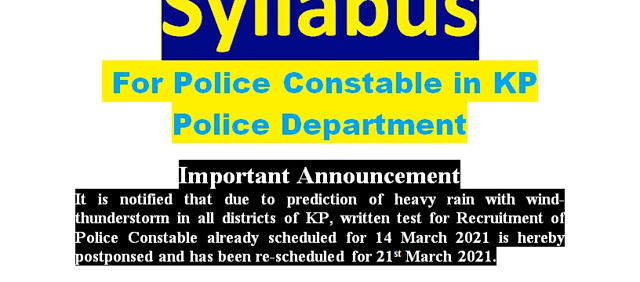 Syllabus
For Police Constable in KP
Police Department
Important Announcement
It is notified that due to prediction of heavy rain with wind-
thunderstorm in all districts of KP, written test for Recruitment of
Police Constable already scheduled for 14 March 2021 is hereby
postponsed and has been re-scheduled for 21st March 2021.